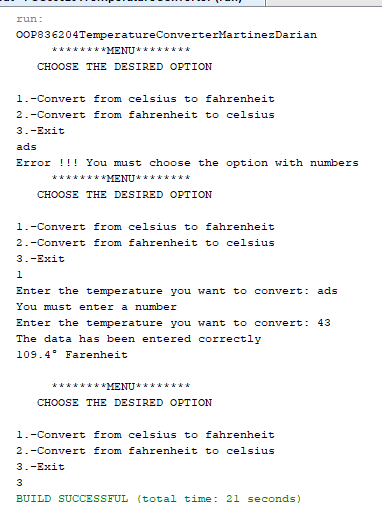 run:
OOP836204TemperatureConverterMartinezDarian
********MENU********
CHOOSE THE DESIRED OPTION
1.-Convert from celsius to fahrenheit
2.-Convert from fahrenheit to celsius
3.-Exit
ads
Error !!! You must choose the option with numbers
********MENU********
CHOOSE THE DESIRED OPTION
1.-Convert from celsius to fahrenheit
2.-Convert from fahrenheit to celsius
3.-Exit
1
Enter the temperature you want to convert: ads
You must enter a number
Enter the temperature you want to convert: 43
The data has been entered correctly
109.4° Farenheit
********MENU********
CHOOSE THE DESIRED OPTION
1.-Convert from celsius to fahrenheit
2.-Convert from fahrenheit to celsius
3.-Exit
3
BUILD SUCCESSFUL (total time: 21 seconds)